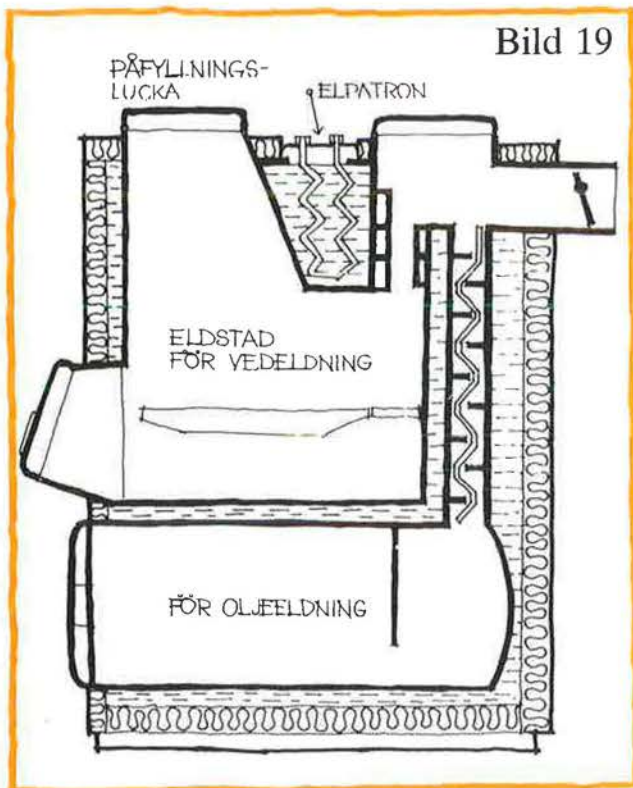 Bild 19
PÅFYLLNINGS-
LUCKA
ELPATRON
ELDSTAD
FÖR VEDELDNING
FÖR OLJEELDNING